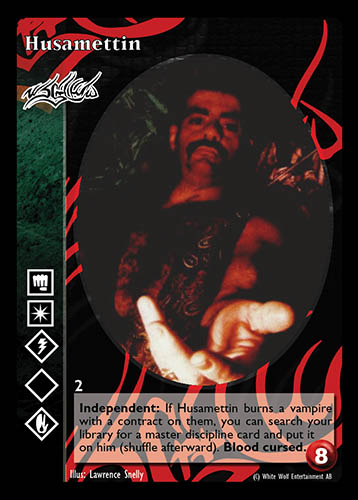 Husamettin
2
Independent: If Husamettin burns a vampire
with a contract on them, you can search your
library for a master discipline card and put it
on him (shuffle afterward). Blood cursed.
8
Illus: Lawrence Snelly
(C) White Wolf Entertainment AB